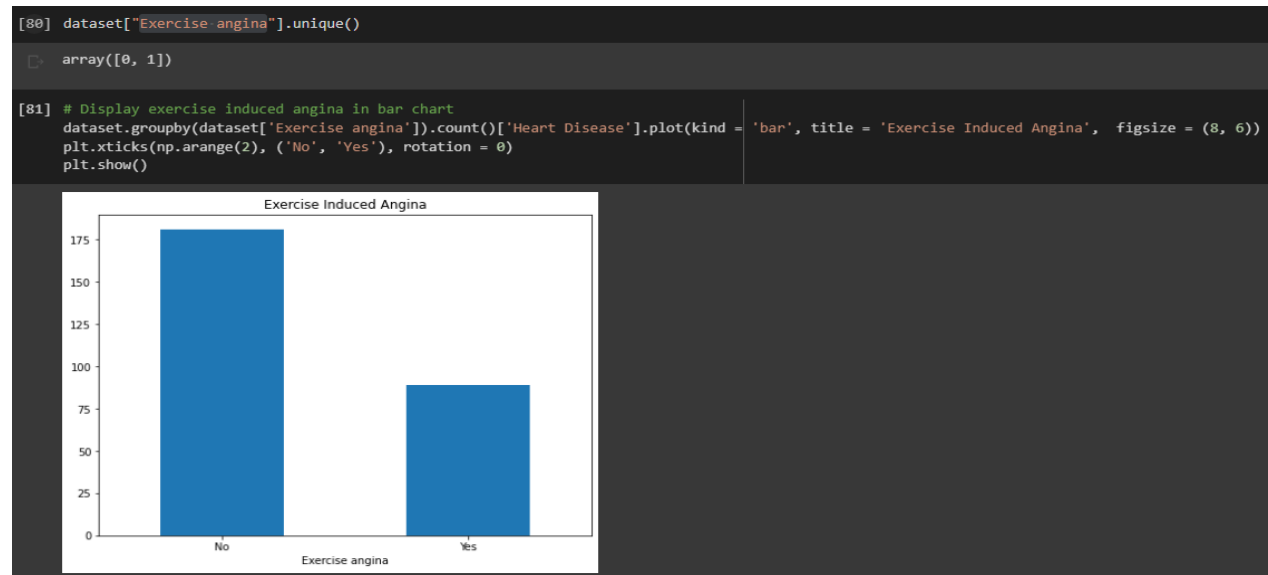 [80] dataset["Exercise angina"].unique()
array([0, 1])
[81] # Display exercise induced angina in bar chart
dataset.groupby(dataset['Exercise angina']).count()['Heart Disease'].plot(kind = 'bar', title = 'Exercise Induced Angina', figsize = (8, 6))
plt.xticks(np.arange(2), ('No', 'Yes'), rotation = 0)
plt.show()
Exercise Induced Angina
175
150
125
100
75
50
25
0
No Yes
Exercise angina